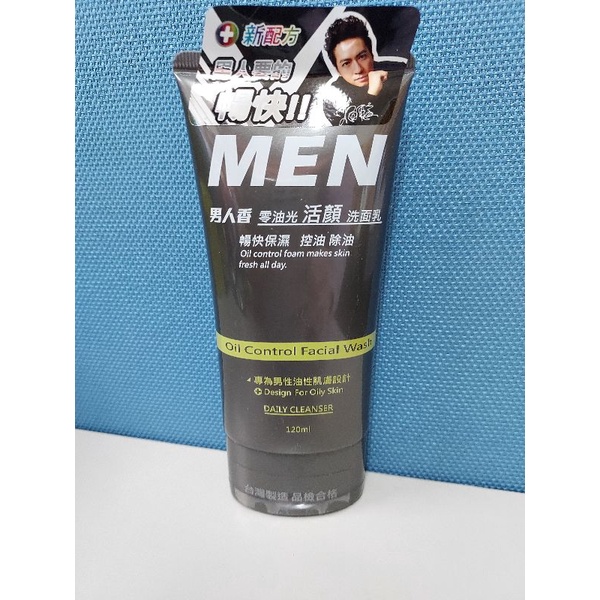 新配方
男人要的
暢快!!
MEN
男人香 零油光 活顏 洗面乳
暢快保濕 控油 除油
Oil control foam makes skin
fresh all day.
Oil Control Facial Wash
專為男性油性肌膚設計
Design For Oily Skin
DAILY CLEANSER
120ml
台灣製造 品檢合格